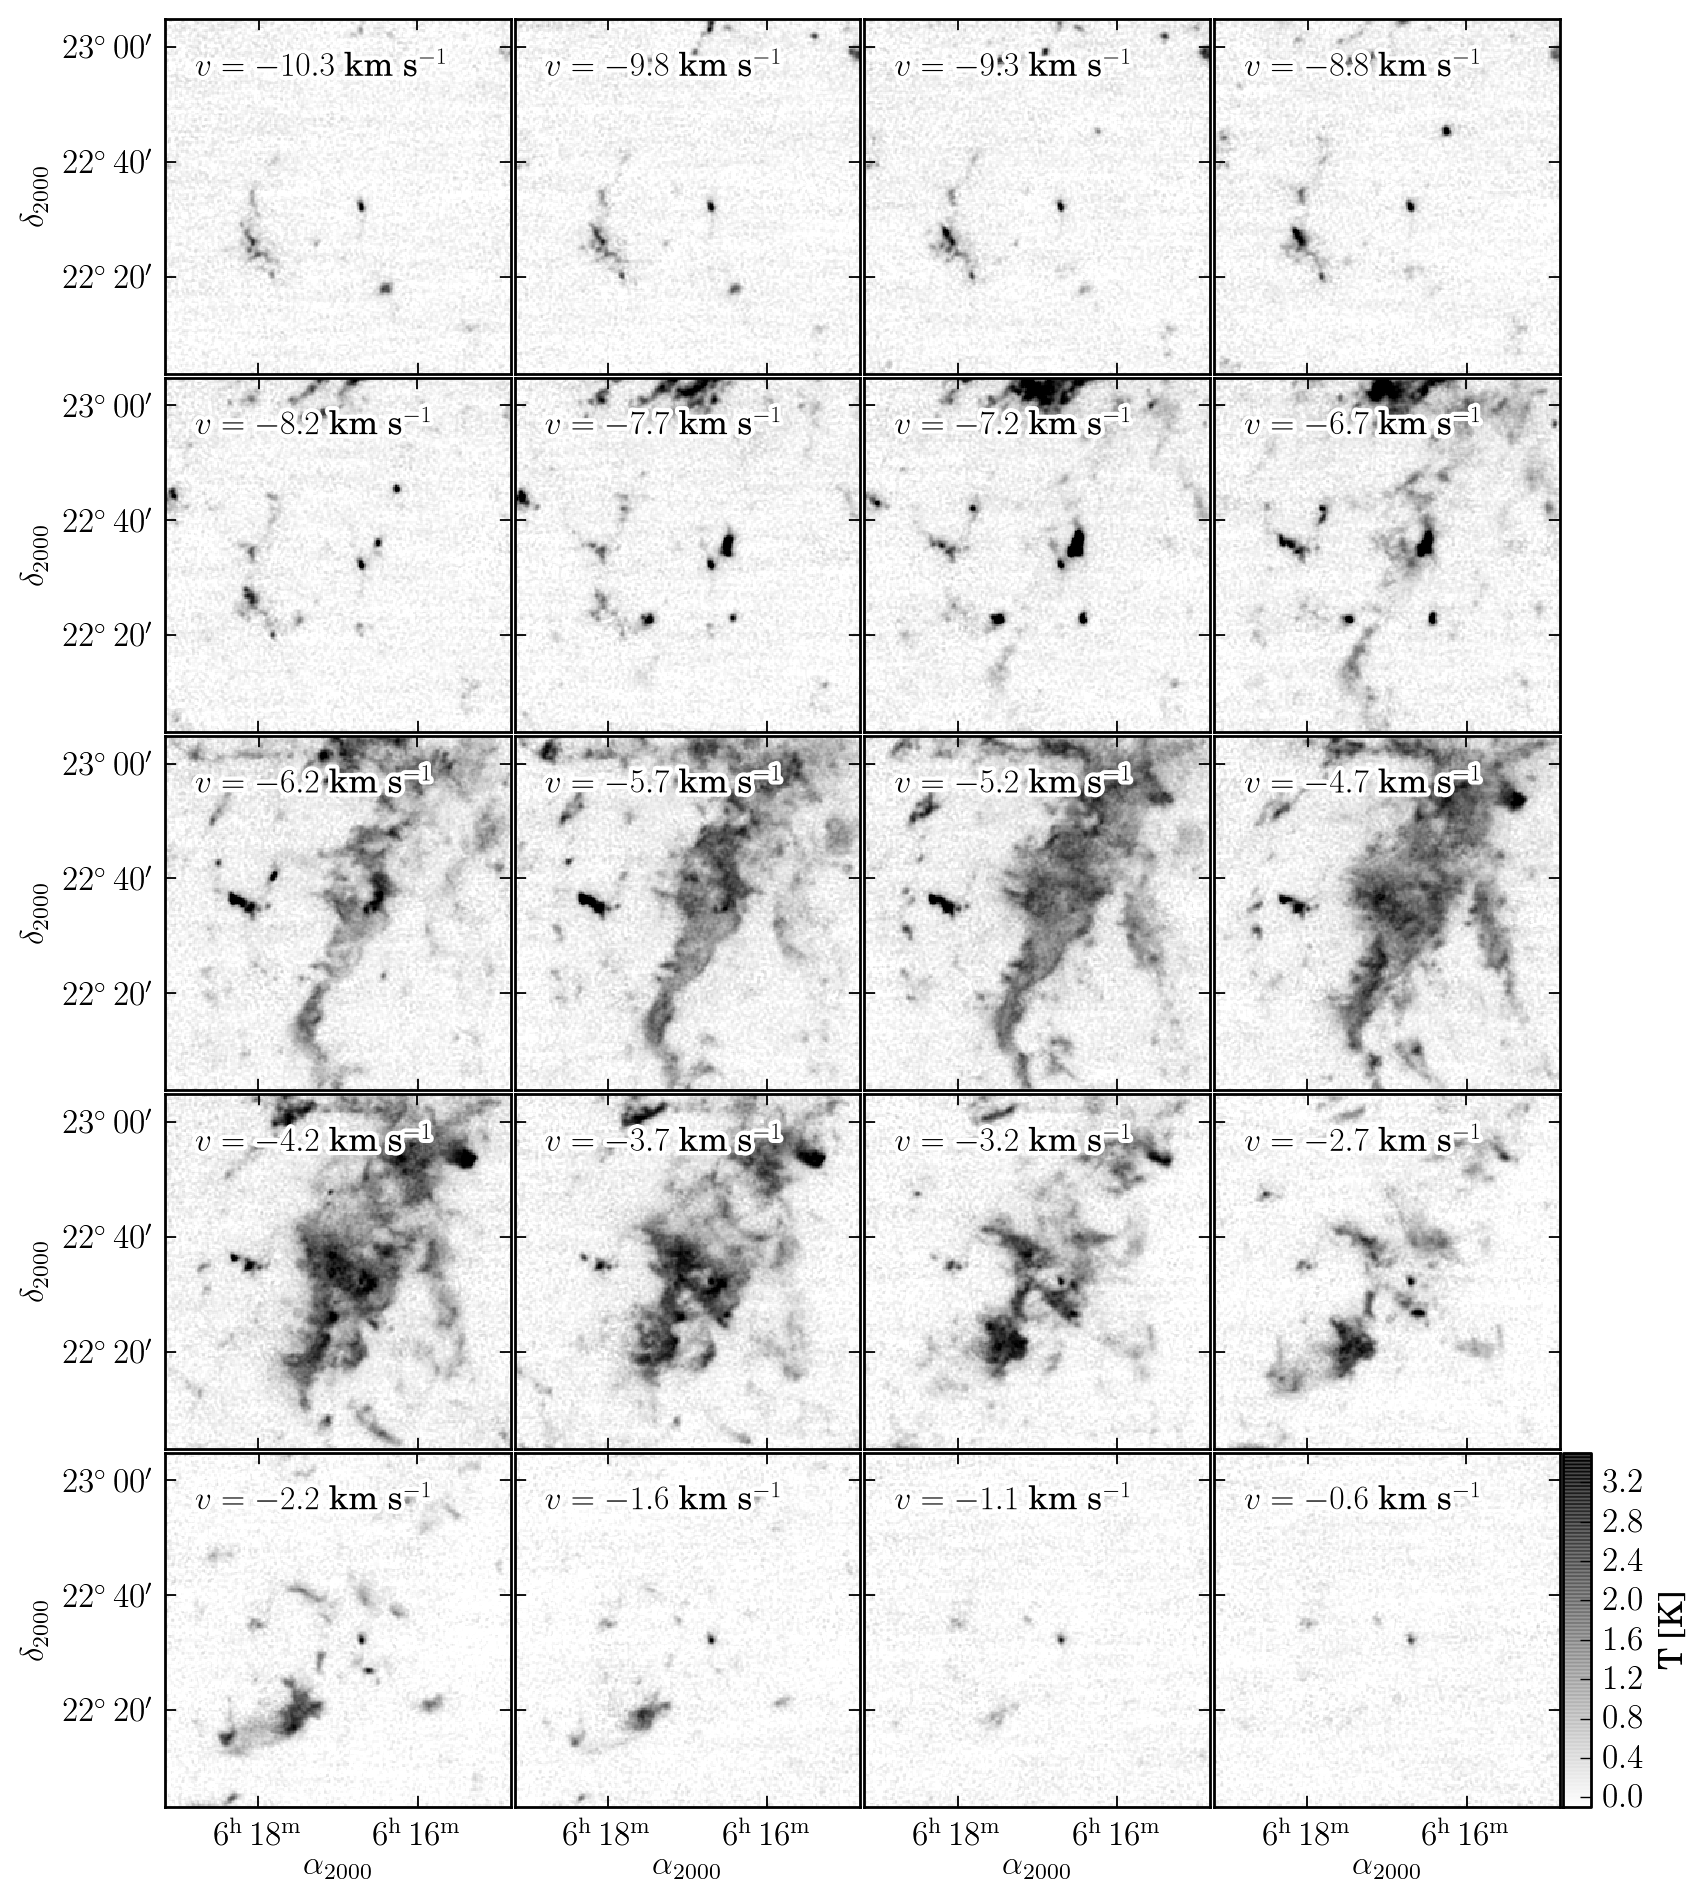 23° 00′
v = −10.3 km s⁻¹
v = −9.8 km s⁻¹
v = −9.3 km s⁻¹
v = −8.8 km s⁻¹
22° 40′
22° 20′
δ₂₀₀₀
23° 00′
v = −8.2 km s⁻¹
v = −7.7 km s⁻¹
v = −7.2 km s⁻¹
v = −6.7 km s⁻¹
22° 40′
22° 20′
δ₂₀₀₀
23° 00′
v = −6.2 km s⁻¹
v = −5.7 km s⁻¹
v = −5.2 km s⁻¹
v = −4.7 km s⁻¹
22° 40′
22° 20′
δ₂₀₀₀
23° 00′
v = −4.2 km s⁻¹
v = −3.7 km s⁻¹
v = −3.2 km s⁻¹
v = −2.7 km s⁻¹
22° 40′
22° 20′
δ₂₀₀₀
23° 00′
v = −2.2 km s⁻¹
v = −1.6 km s⁻¹
v = −1.1 km s⁻¹
v = −0.6 km s⁻¹
22° 40′
22° 20′
δ₂₀₀₀
3.2
2.8
2.4
2.0
1.6
1.2
0.8
0.4
0.0
T [K]
6ʰ 18ᵐ 6ʰ 16ᵐ 6ʰ 18ᵐ 6ʰ 16ᵐ 6ʰ 18ᵐ 6ʰ 16ᵐ 6ʰ 18ᵐ 6ʰ 16ᵐ
α₂₀₀₀ α₂₀₀₀ α₂₀₀₀ α₂₀₀₀